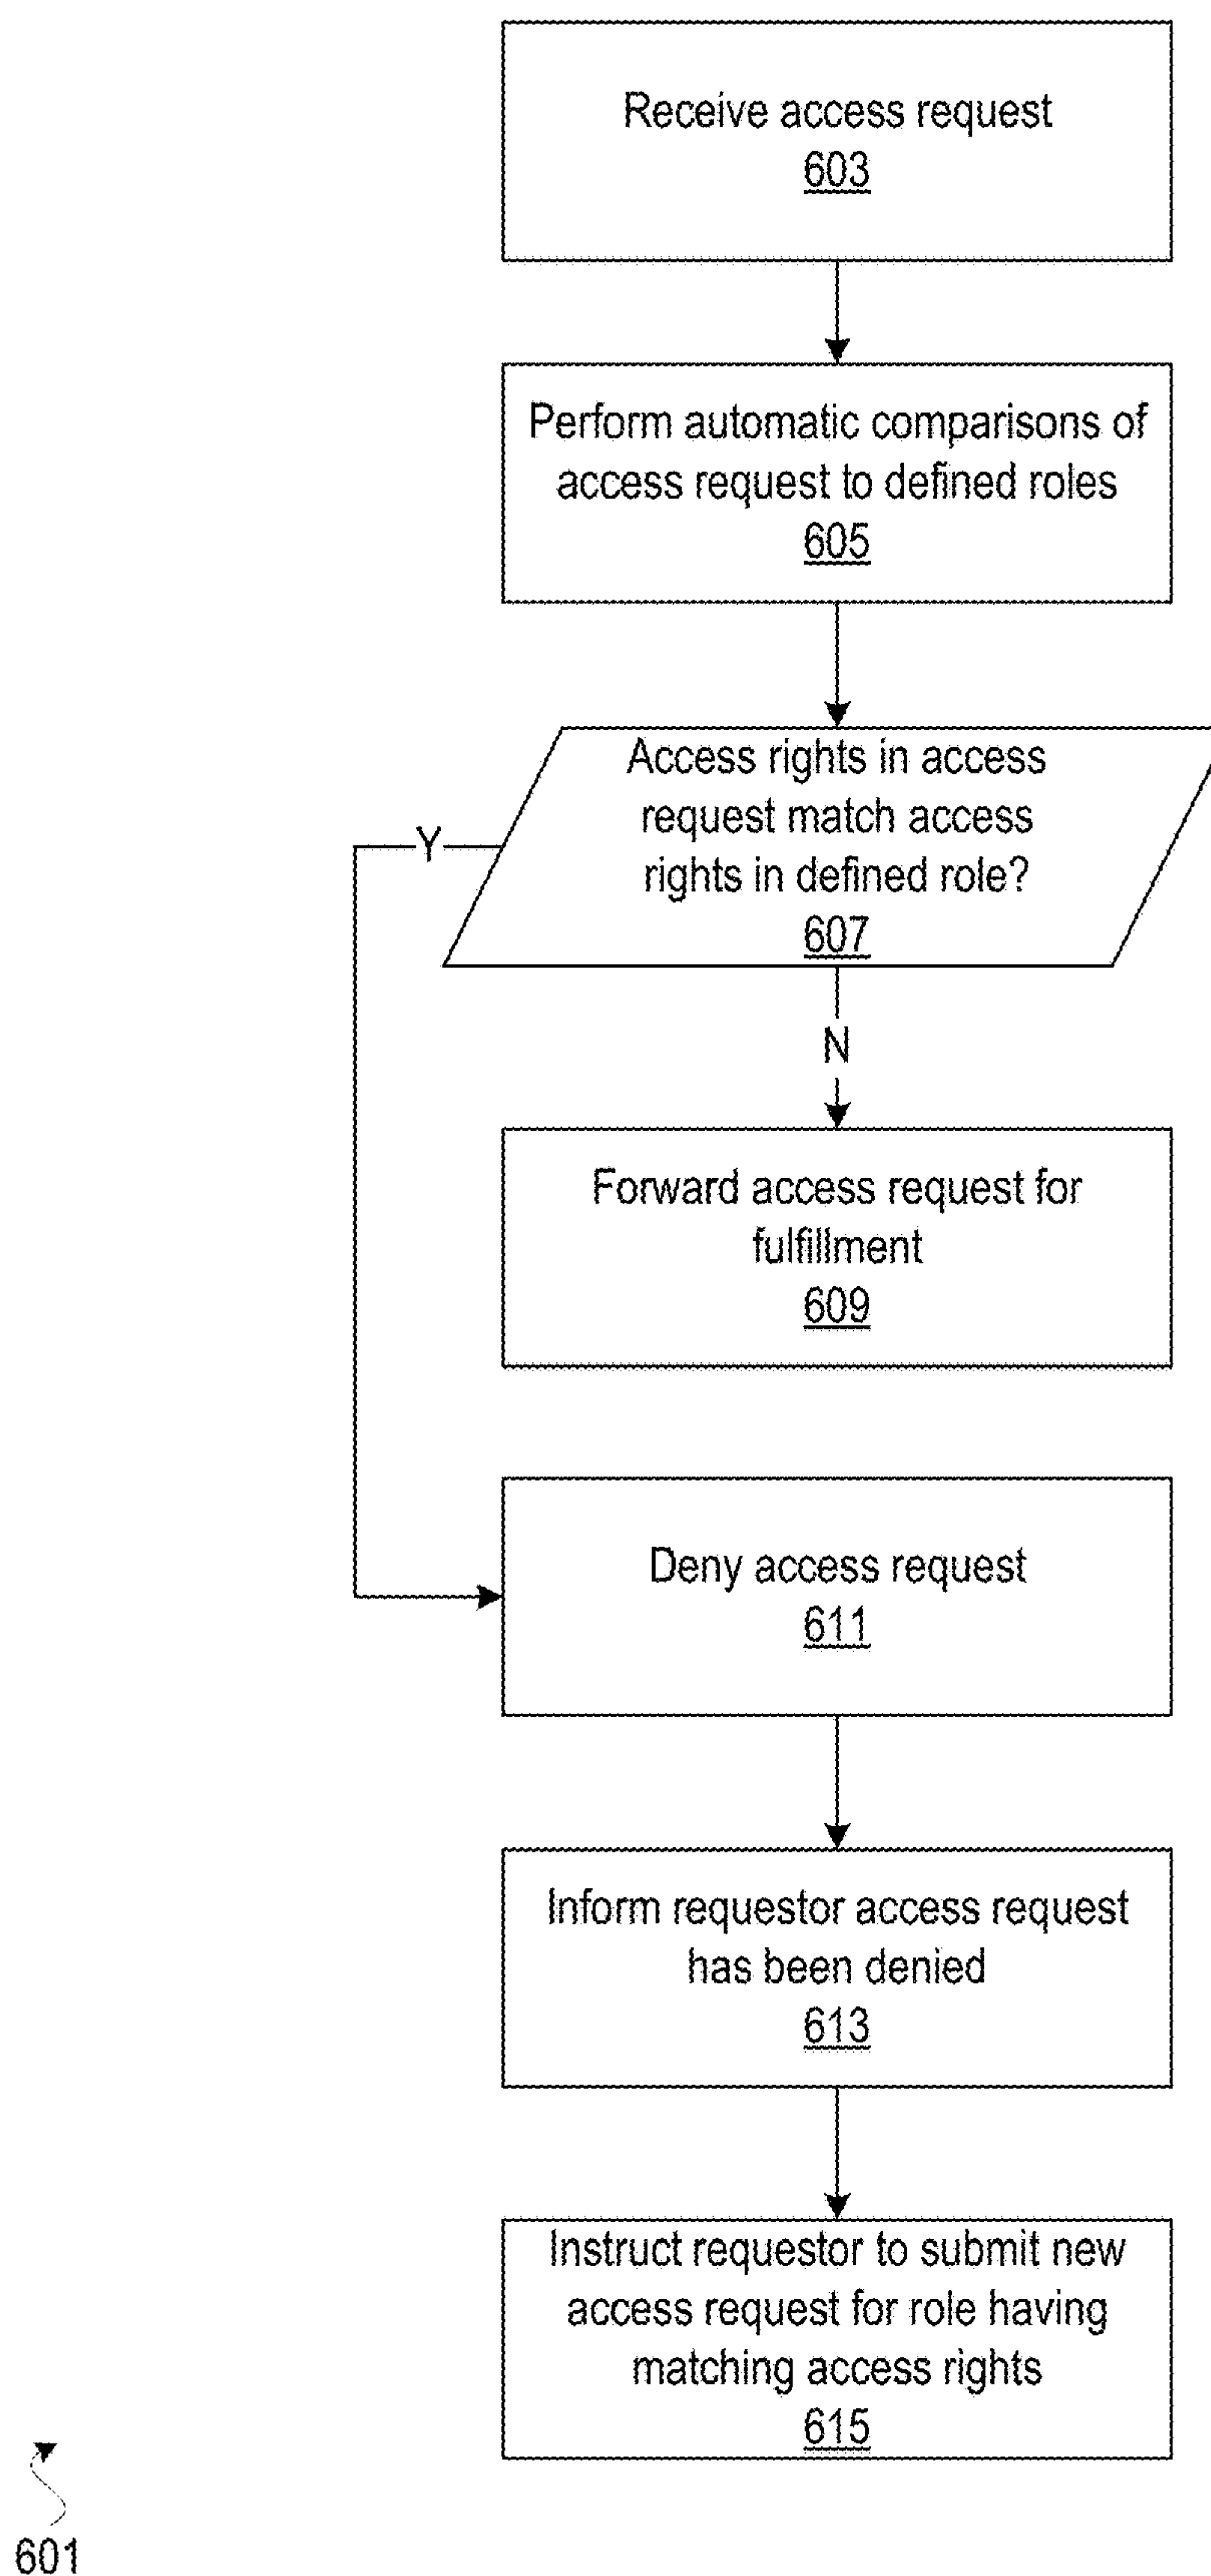 Receive access request
603
Perform automatic comparisons of
access request to defined roles
605
Access rights in access
request match access
rights in defined role?
607
Y
N
Forward access request for
fulfillment
609
Deny access request
611
Inform requestor access request
has been denied
613
Instruct requestor to submit new
access request for role having
matching access rights
615
601